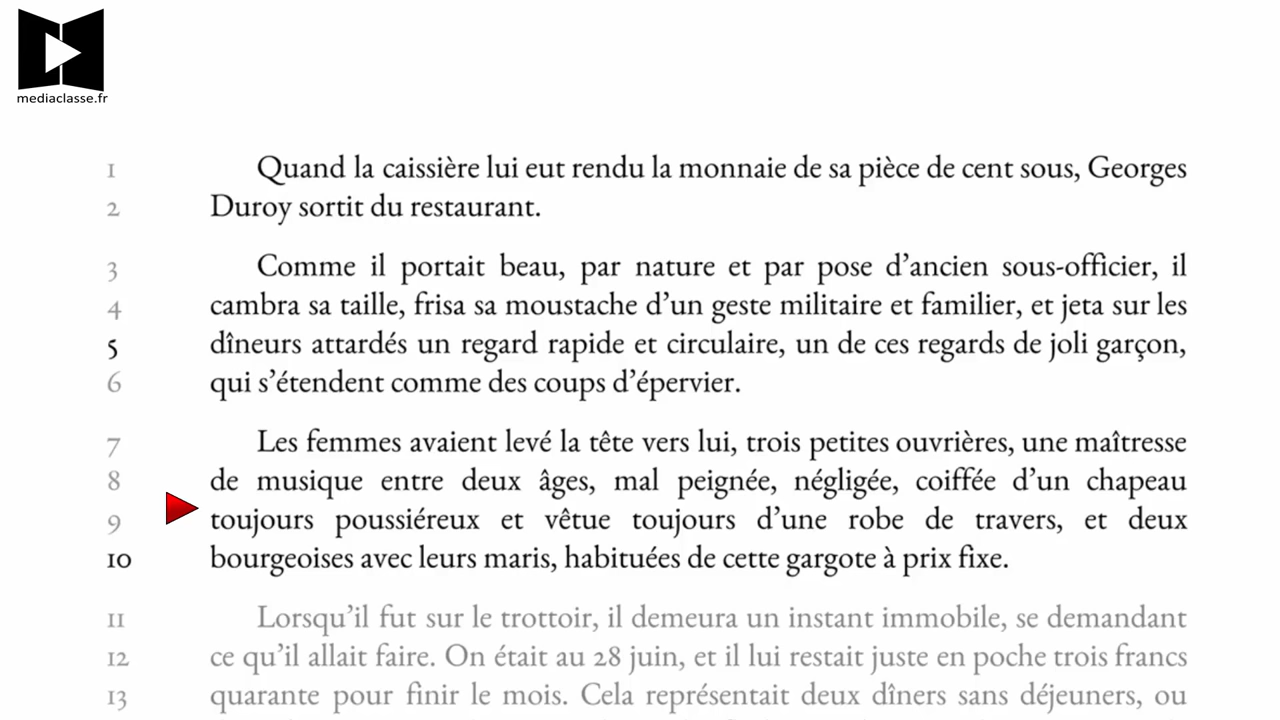 mediaclasse.fr
1 Quand la caissière lui eut rendu la monnaie de sa pièce de cent sous, Georges
2 Duroy sortit du restaurant.
3 Comme il portait beau, par nature et par pose d’ancien sous-officier, il
4 cambra sa taille, frisa sa moustache d’un geste militaire et familier, et jeta sur les
5 dîneurs attardés un regard rapide et circulaire, un de ces regards de joli garçon,
6 qui s’étendent comme des coups d’épervier.
7 Les femmes avaient levé la tête vers lui, trois petites ouvrières, une maîtresse
8 de musique entre deux âges, mal peignée, négligée, coiffée d’un chapeau
9 toujours poussiéreux et vêtue toujours d’une robe de travers, et deux
10 bourgeoises avec leurs maris, habituées de cette gargote à prix fixe.
11 Lorsqu’il fut sur le trottoir, il demeura un instant immobile, se demandant
12 ce qu’il allait faire. On était au 28 juin, et il lui restait juste en poche trois francs
13 quarante pour finir le mois. Cela représentait deux dîners sans déjeuners, ou